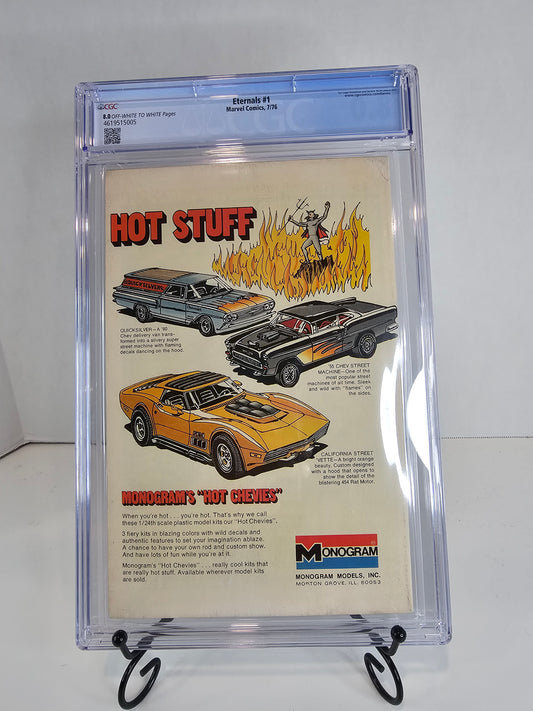 CGC
Eternals #1
Marvel Comics, 7/76
8.0 OFF-WHITE TO WHITE Pages
4619515005
HOT STUFF
QUICKSILVER
QUICKSILVER—A '60
Chev delivery van trans-
formed into a silvery super
street machine with flaming
decals dancing on the hood.
'55 CHEV STREET
MACHINE—One of the
most popular street
machines of all time. Sleek
and wild with "flames" on
the sides.
CALIFORNIA STREET
'VETTE—A bright orange
beauty. Custom designed
with a hood that opens to
show the detail of the
blistering 454 Rat Motor.
MONOGRAM'S "HOT CHEVIES"
When you're hot . . . you're hot. That's why we call
these 1/24th scale plastic model kits our "Hot Chevies".
3 fiery kits in blazing colors with wild decals and
authentic features to set your imagination ablaze.
A chance to have your own rod and custom show.
And have lots of fun while you're at it.
Monogram's "Hot Chevies" . . . really cool kits that
are really hot stuff. Available wherever model kits
are sold.
MONOGRAM
MONOGRAM MODELS, INC.
MORTON GROVE, ILL. 60053